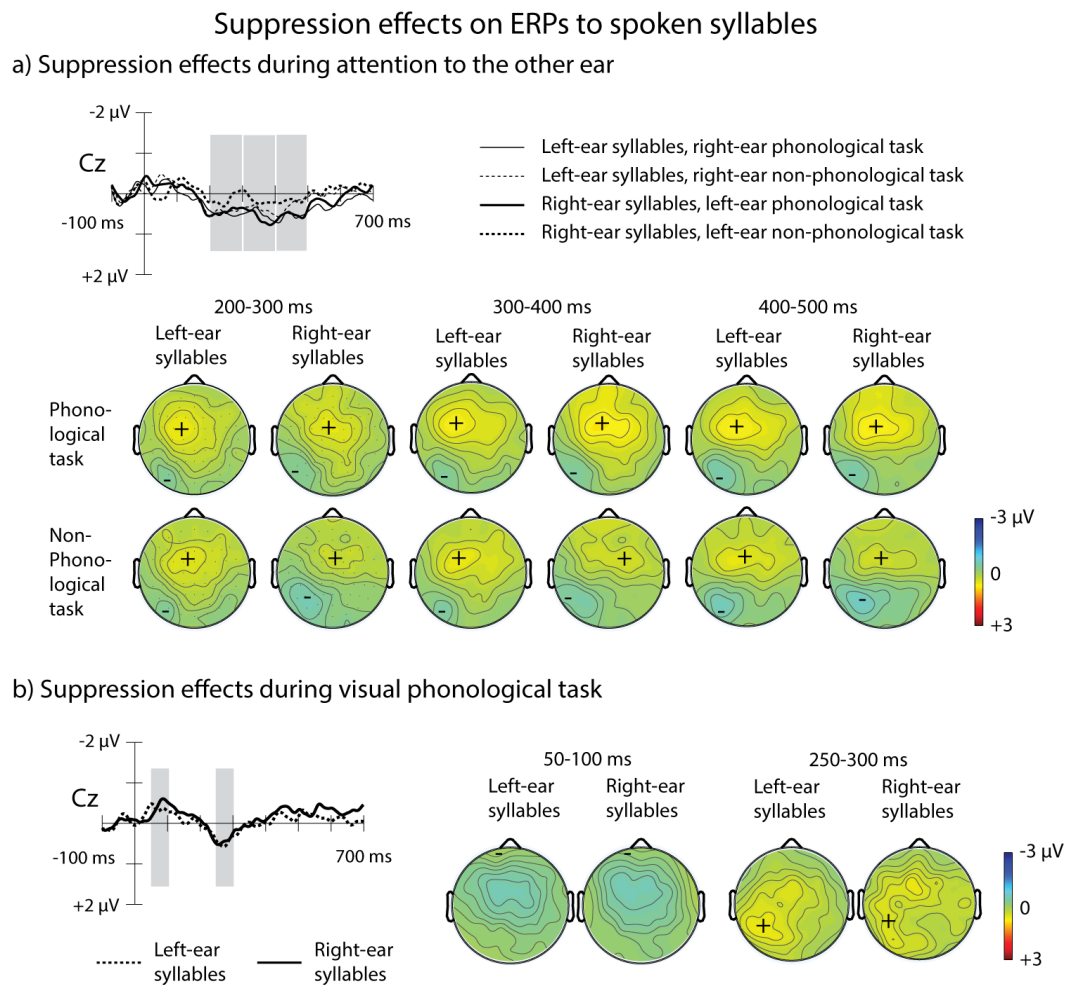 Suppression effects on ERPs to spoken syllables
a) Suppression effects during attention to the other ear
-2 µV
Cz
-100 ms
700 ms
+2 µV
Left-ear syllables, right-ear phonological task
Left-ear syllables, right-ear non-phonological task
Right-ear syllables, left-ear phonological task
Right-ear syllables, left-ear non-phonological task
200-300 ms
300-400 ms
400-500 ms
Left-ear
syllables
Right-ear
syllables
Left-ear
syllables
Right-ear
syllables
Left-ear
syllables
Right-ear
syllables
Phono-
logical
task
+
-
+
-
+
-
+
-
+
-
+
-
Non-
Phono-
logical
task
+
-
+
-
+
-
+
-
+
-
+
-
-3 µV
0
+3
b) Suppression effects during visual phonological task
-2 µV
Cz
-100 ms
700 ms
+2 µV
Left-ear
syllables
Right-ear
syllables
50-100 ms
250-300 ms
Left-ear
syllables
Right-ear
syllables
Left-ear
syllables
Right-ear
syllables
-
-
+
+
-3 µV
0
+3